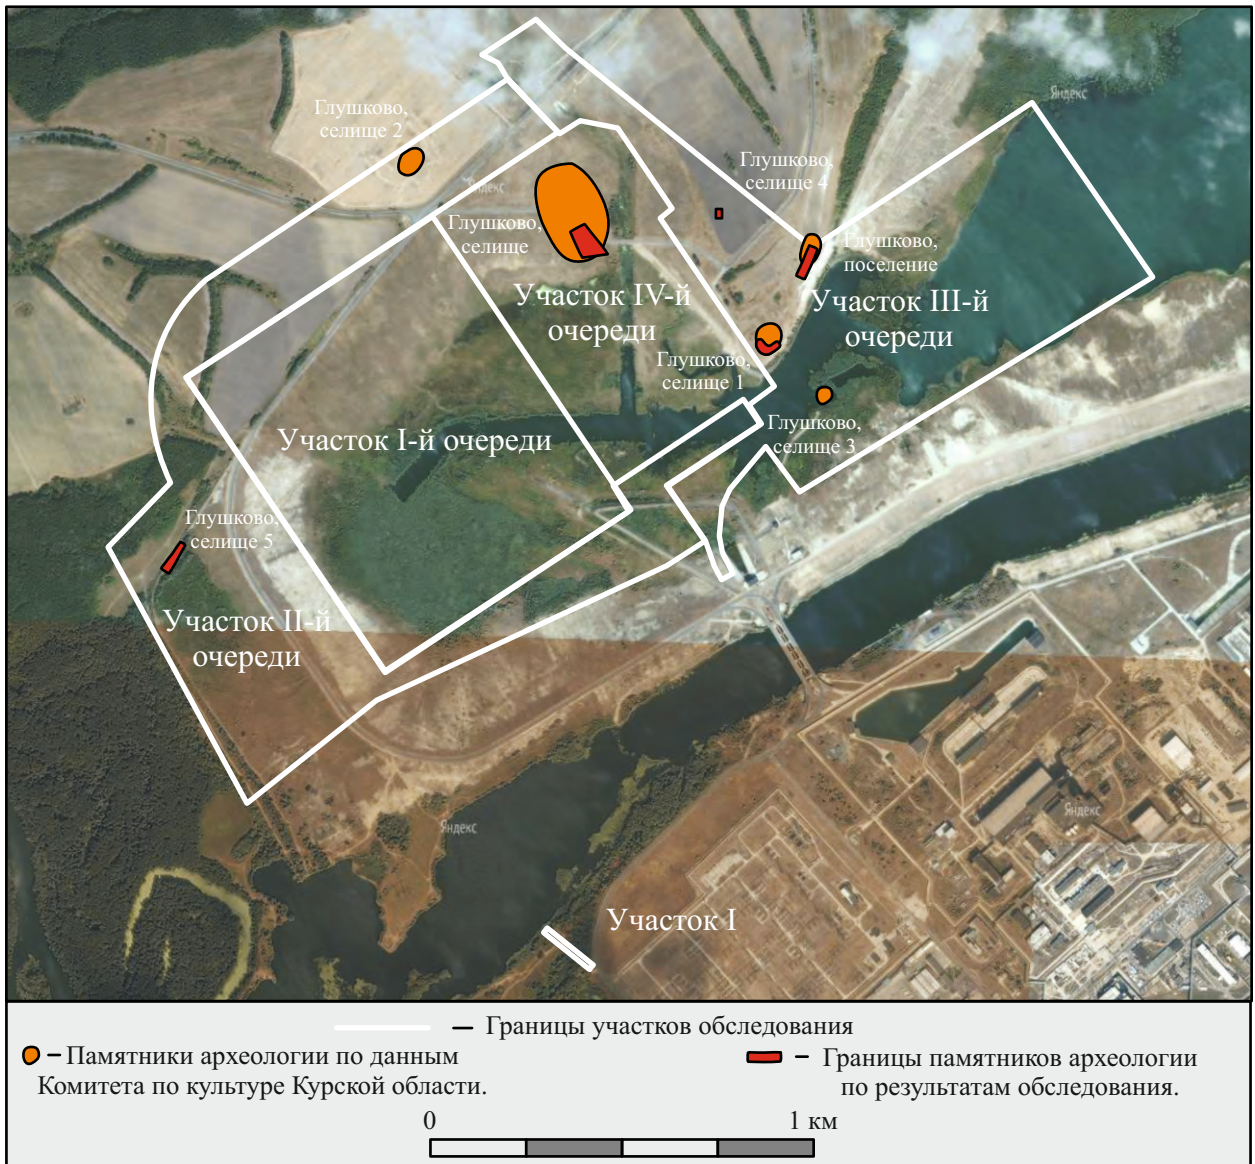 Яндекс
Глушково,
селище 2
Глушково,
селище 4
Яндекс
Глушково,
селище
Глушково,
поселение
Участок IV-й
очереди
Участок III-й
очереди
Глушково,
селище 1
Глушково,
селище 3
Участок I-й очереди
Глушково,
селище 5
Участок II-й
очереди
Яндекс
Яндекс
Участок I
— Границы участков обследования
– Памятники археологии по данным
Комитета по культуре Курской области.
– Границы памятников археологии
по результатам обследования.
0 1 км